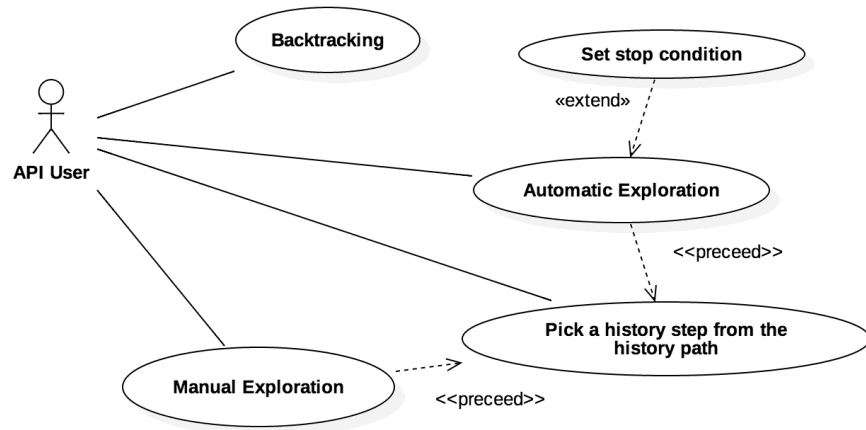 Backtracking
Set stop condition
«extend»
API User
Automatic Exploration
<<preceed>>
Pick a history step from the
history path
Manual Exploration
<<preceed>>